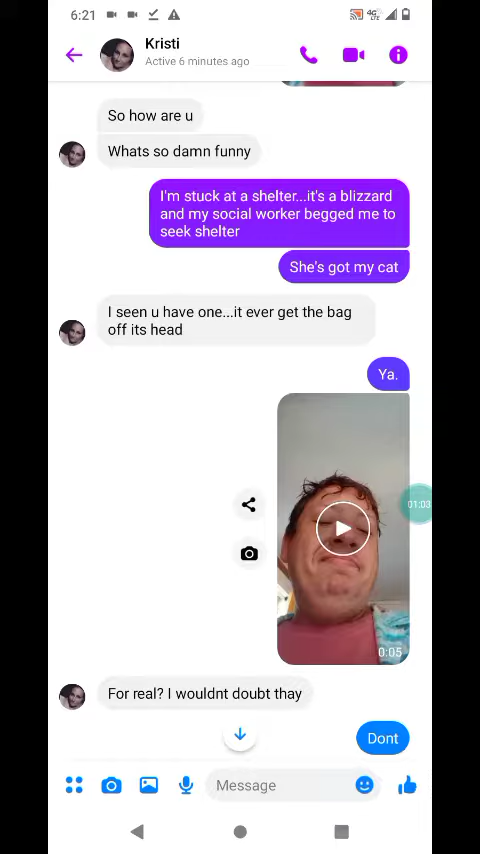 6:21
4G
LTE
Kristi
Active 6 minutes ago
So how are u
Whats so damn funny
I'm stuck at a shelter...it's a blizzard
and my social worker begged me to
seek shelter
She's got my cat
I seen u have one...it ever get the bag
off its head
Ya.
01:03
0:05
For real? I wouldnt doubt thay
Dont
Message